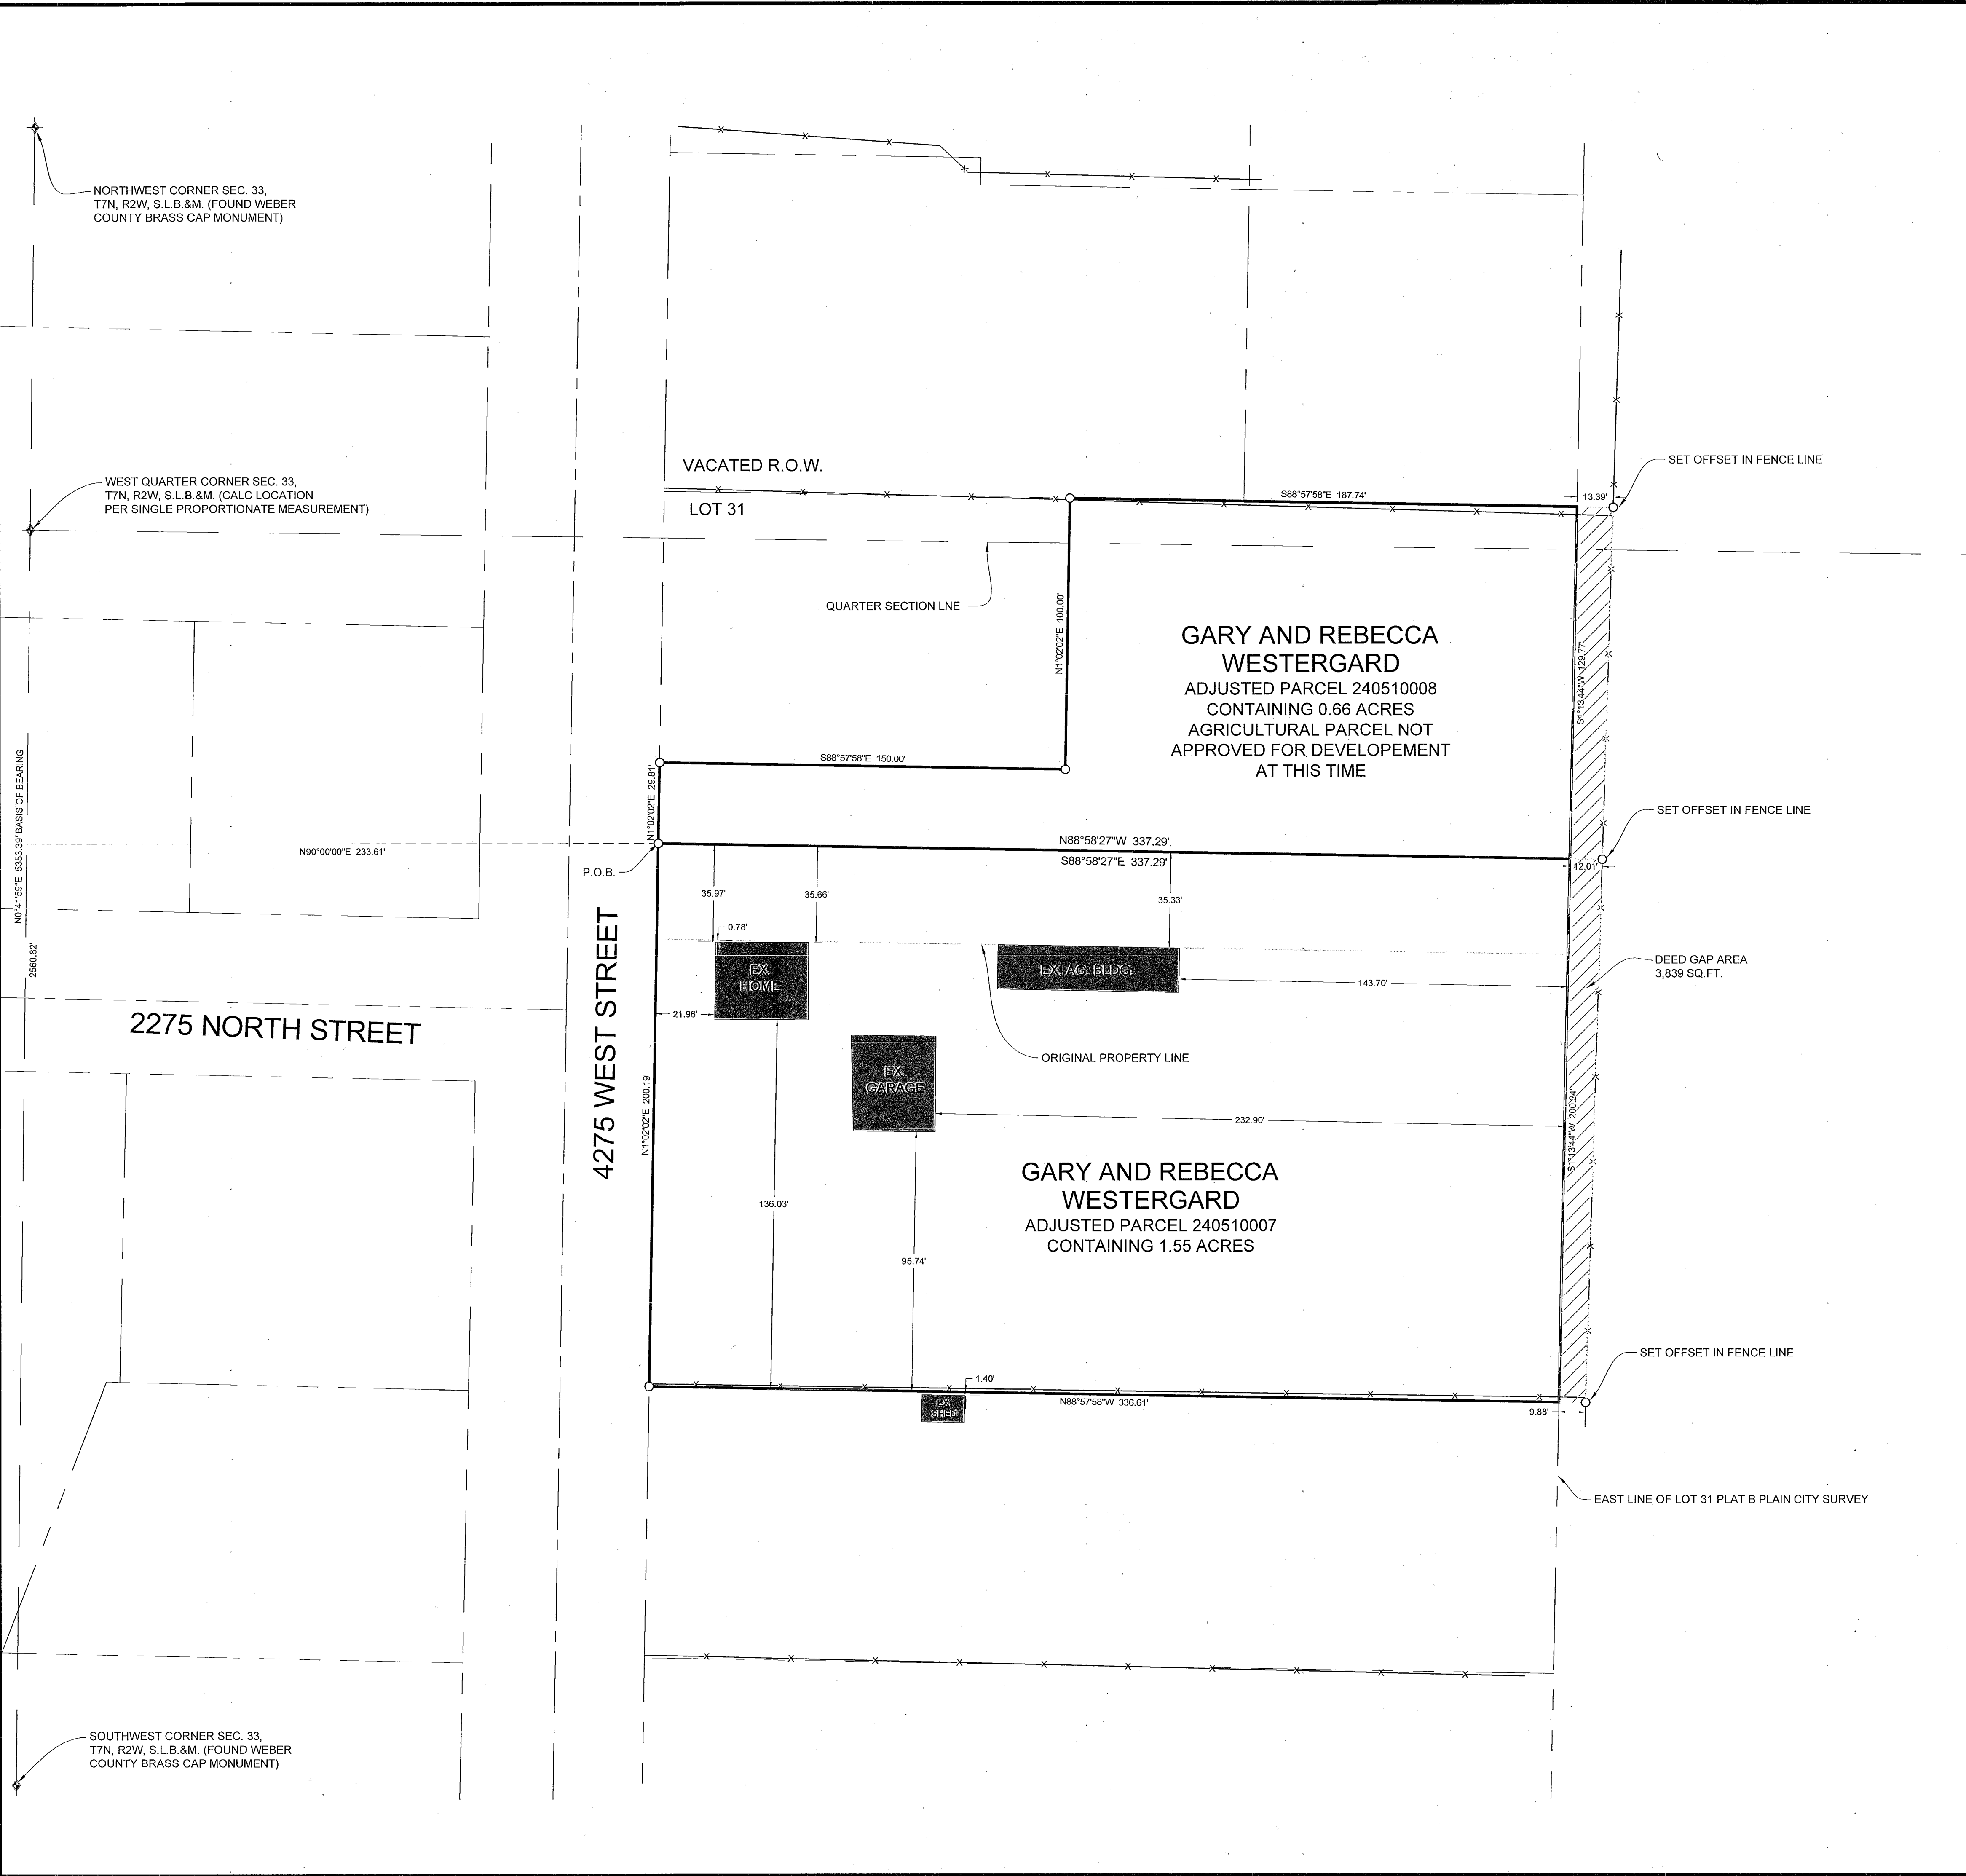 NORTHWEST CORNER SEC. 33,
T7N, R2W, S.L.B.&M. (FOUND WEBER
COUNTY BRASS CAP MONUMENT)
VACATED R.O.W.
LOT 31
S88°57'58"E 187.74'
13.39'
SET OFFSET IN FENCE LINE
WEST QUARTER CORNER SEC. 33,
T7N, R2W, S.L.B.&M. (CALC LOCATION
PER SINGLE PROPORTIONATE MEASUREMENT)
QUARTER SECTION LNE
N1°02'02"E 100.00'
GARY AND REBECCA
WESTERGARD
ADJUSTED PARCEL 240510008
CONTAINING 0.66 ACRES
AGRICULTURAL PARCEL NOT
APPROVED FOR DEVELOPEMENT
AT THIS TIME
S1°13'44"W 129.77'
S88°57'58"E 150.00'
N1°02'02"E 29.81'
SET OFFSET IN FENCE LINE
N0°41'59"E 5353.39' BASIS OF BEARING
2560.82'
N90°00'00"E 233.61'
P.O.B.
N88°58'27"W 337.29'
S88°58'27"E 337.29'
12.01'
35.97'
35.66'
35.33'
0.78'
EX.
HOME
EX. AG. BLDG.
143.70'
DEED GAP AREA
3,839 SQ.FT.
21.96'
2275 NORTH STREET
4275 WEST STREET
ORIGINAL PROPERTY LINE
EX.
GARAGE
232.90'
N1°02'02"E 200.19'
S1°13'44"W 200.24'
GARY AND REBECCA
WESTERGARD
ADJUSTED PARCEL 240510007
CONTAINING 1.55 ACRES
136.03'
95.74'
SET OFFSET IN FENCE LINE
1.40'
EX.
SHED
N88°57'58"W 336.61'
9.88'
EAST LINE OF LOT 31 PLAT B PLAIN CITY SURVEY
SOUTHWEST CORNER SEC. 33,
T7N, R2W, S.L.B.&M. (FOUND WEBER
COUNTY BRASS CAP MONUMENT)